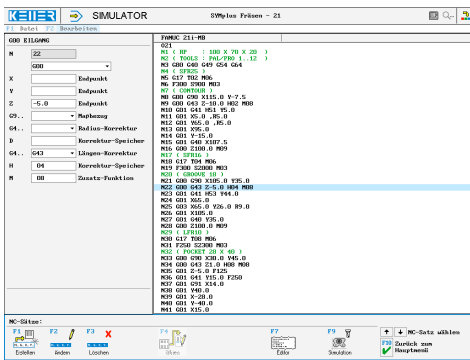 KELLER SIMULATOR SYMplus Fräsen - 21
F1 Datei F2 Bearbeiten
G00 EILGANG
N 22
G00
X Endpunkt
Y Endpunkt
Z -5.0 Endpunkt
G9.. Maßbezug
G4.. Radius-Korrektur
D Korrektur-Speicher
G4.. G43 Längen-Korrektur
H 04 Korrektur-Speicher
M 08 Zusatz-Funktion
FANUC 21i-MB
O21
N1 ( RP : 100 X 70 X 20 )
N2 ( TOOLS : PAL/PRO 1..12 )
N3 G80 G40 G49 G54 G64
N4 ( SFR25 )
N5 G17 T02 M06
N6 F300 S900 M03
N7 ( CONTOUR )
N8 G00 G90 X115.0 Y-7.5
N9 G00 G43 Z-10.0 H02 M08
N10 G01 G41 H51 Y5.0
N11 G01 X5.0 ,R5.0
N12 G01 Y65.0 ,R5.0
N13 G01 X95.0
N14 G01 Y-15.0
N15 G01 G40 X107.5
N16 G00 Z100.0 M09
N17 ( SFR16 )
N18 G17 T04 M06
N19 F300 S2000 M03
N20 ( GROOVE 18 )
N21 G00 G90 X105.0 Y35.0
N22 G00 G43 Z-5.0 H04 M08
N23 G01 G41 H53 Y44.0
N24 G01 X65.0
N25 G03 X65.0 Y26.0 R9.0
N26 G01 X105.0
N27 G01 G40 Y35.0
N28 G00 Z100.0 M09
N29 ( LFR10 )
N30 G17 T08 M06
N31 F250 S2300 M03
N32 ( POCKET 28 X 40 )
N33 G00 G90 X30.0 Y45.0
N34 G00 G43 Z1.0 H08 M08
N35 G01 Z-5.0 F125
N36 G01 G41 Y15.0 F250
N37 G01 G91 X14.0
N38 G01 Y40.0
N39 G01 X-28.0
N40 G01 Y-40.0
N41 G01 X15.0
NC-Sätze:
F1 F2 F3 F4 F7 F9 NC-Satz wählen
F10 Zurück zum
Hauptmenü
Erstellen Ändern Löschen Editor Simulation